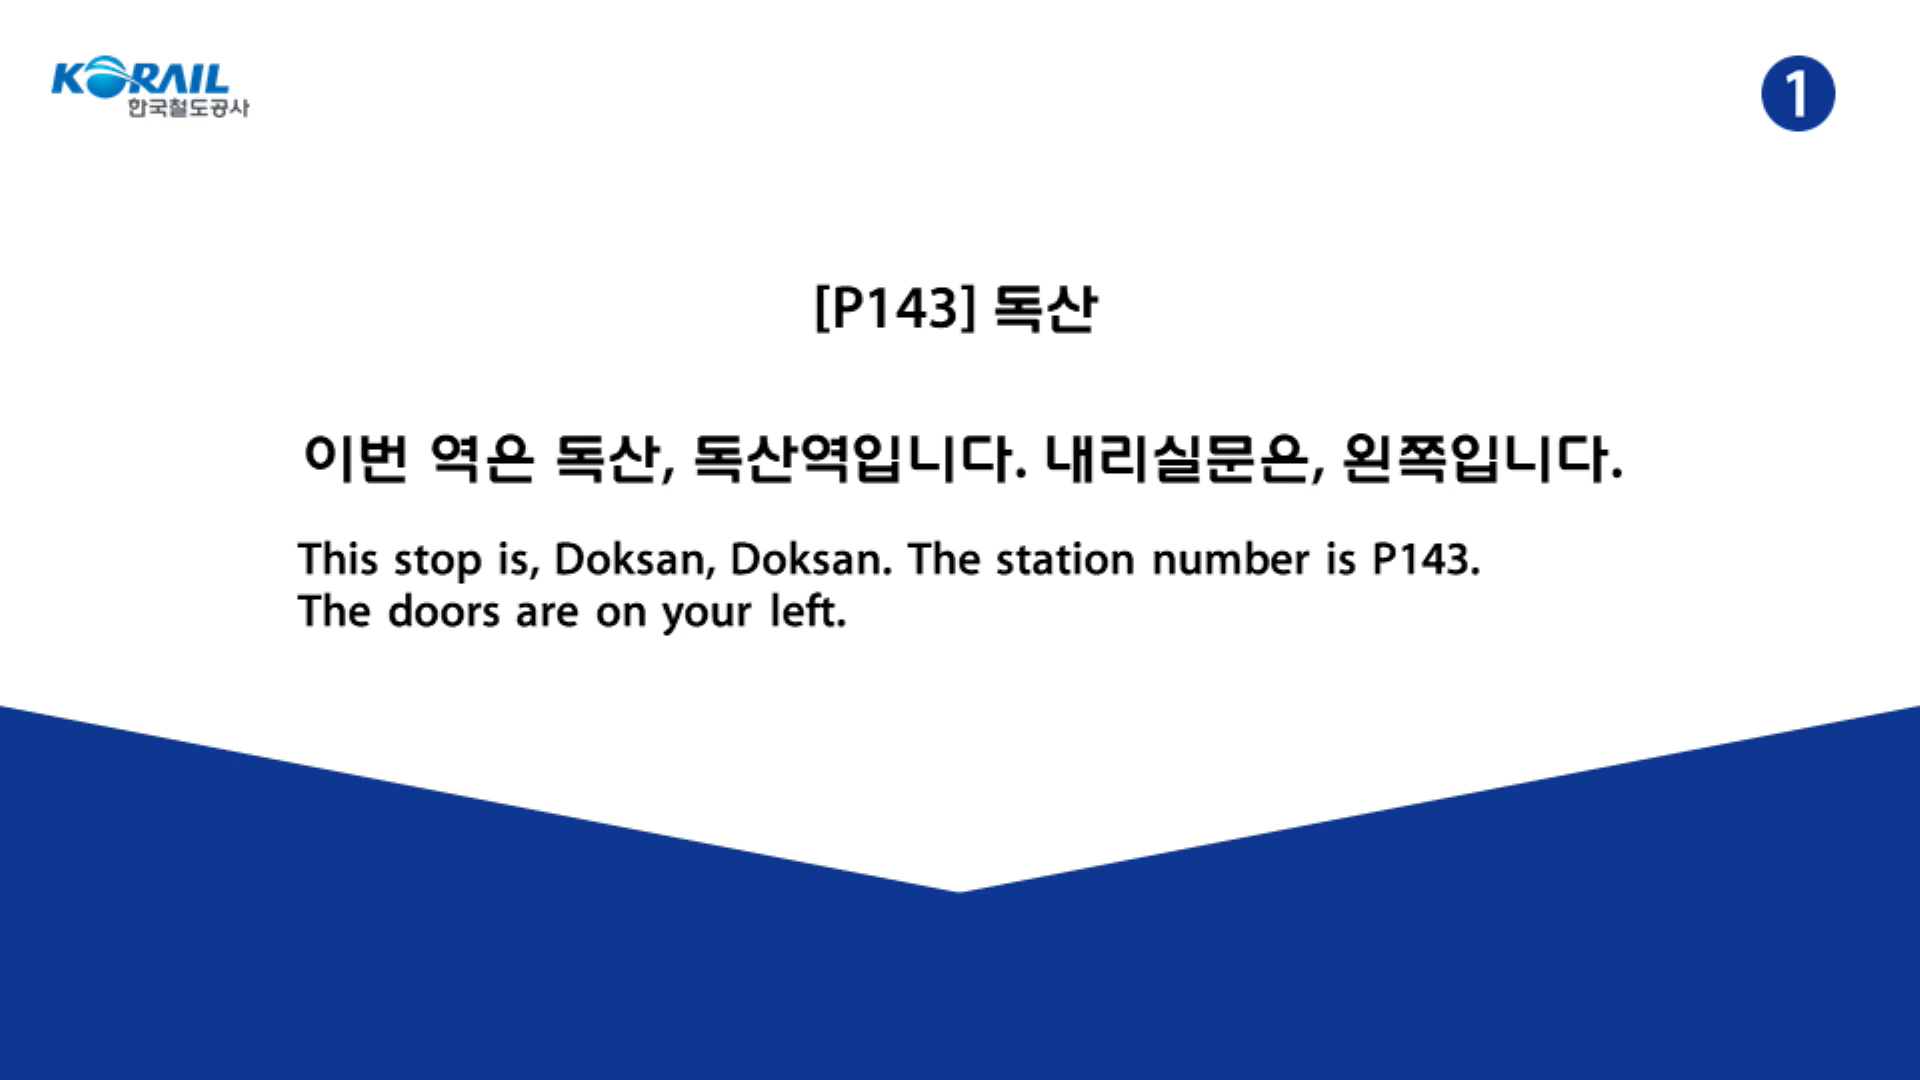 KORAIL
한국철도공사
1
[P143] 독산
이번 역은 독산, 독산역입니다. 내리실문은, 왼쪽입니다.
This stop is, Doksan, Doksan. The station number is P143.
The doors are on your left.